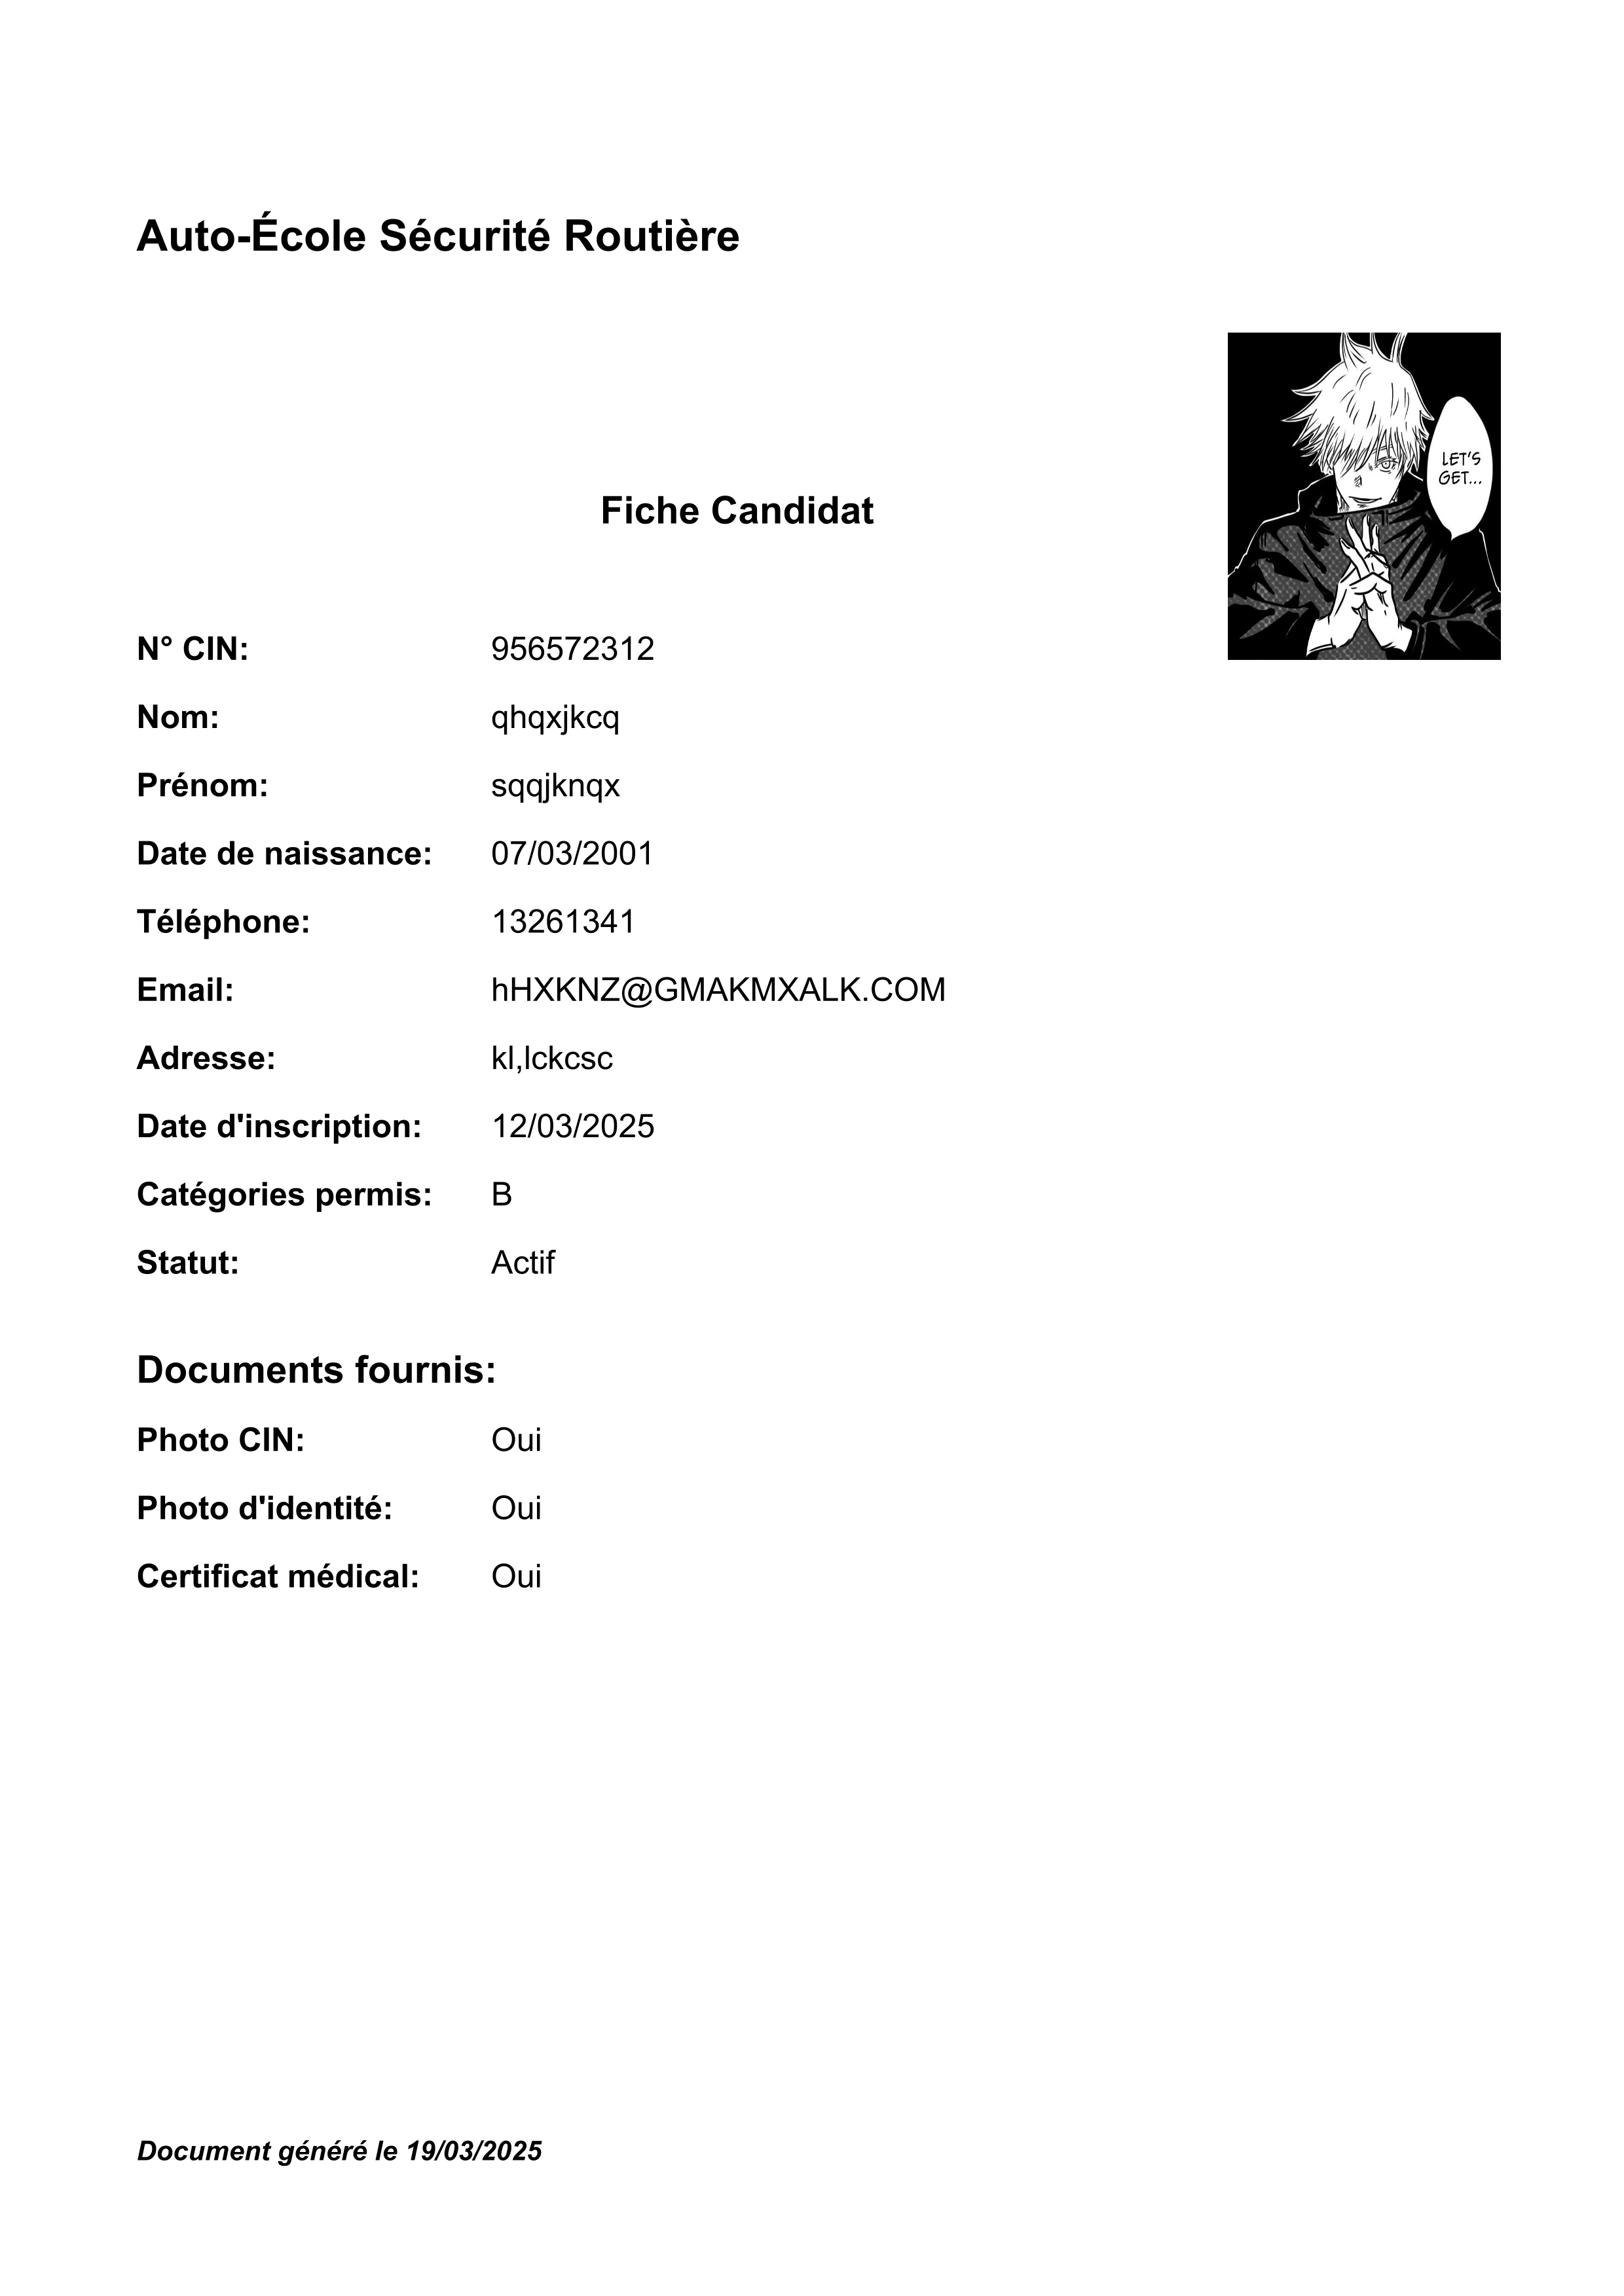 Auto-École Sécurité Routière
LET'S
GET...
Fiche Candidat
N° CIN: 956572312
Nom: qhqxjkcq
Prénom: sqqjknqx
Date de naissance: 07/03/2001
Téléphone: 13261341
Email: hHXKNZ@GMAKMXALK.COM
Adresse: kl,lckcsc
Date d'inscription: 12/03/2025
Catégories permis: B
Statut: Actif
Documents fournis:
Photo CIN: Oui
Photo d'identité: Oui
Certificat médical: Oui
Document généré le 19/03/2025